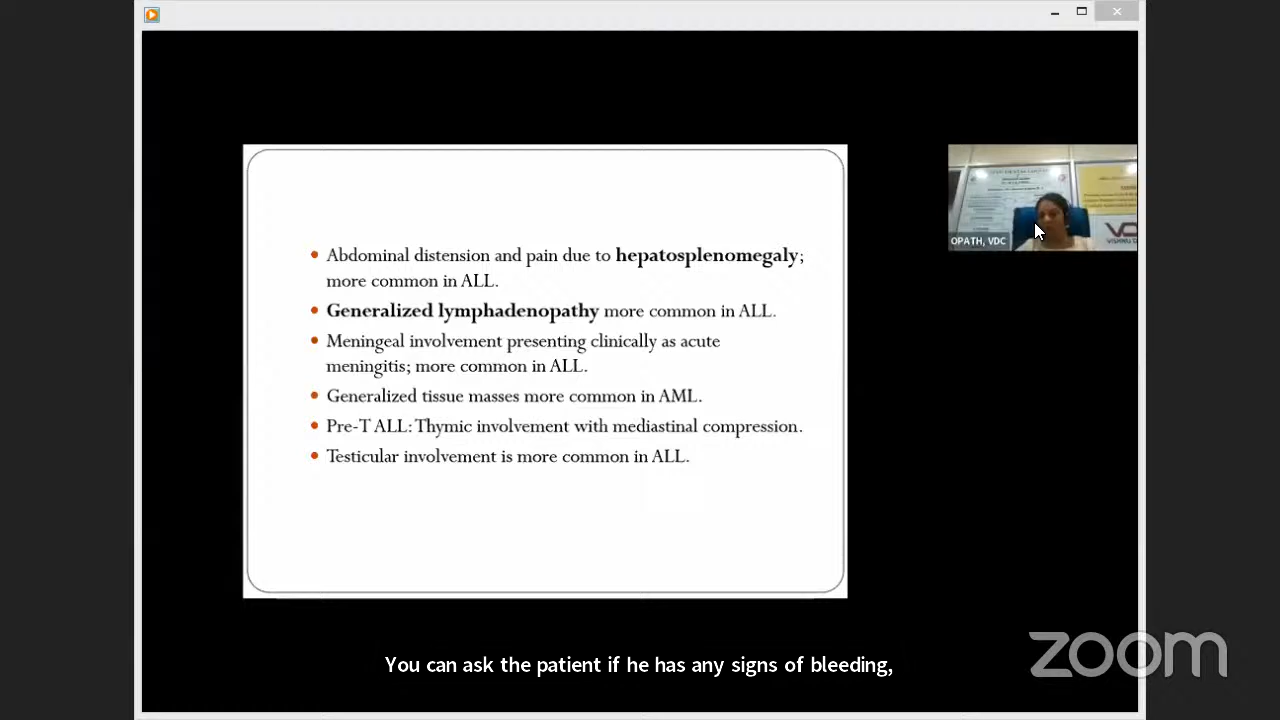 Abdominal distension and pain due to hepatosplenomegaly;
more common in ALL.
Generalized lymphadenopathy more common in ALL.
Meningeal involvement presenting clinically as acute
meningitis; more common in ALL.
Generalized tissue masses more common in AML.
Pre-T ALL: Thymic involvement with mediastinal compression.
Testicular involvement is more common in ALL.
OPATH, VDC
You can ask the patient if he has any signs of bleeding,
zoom